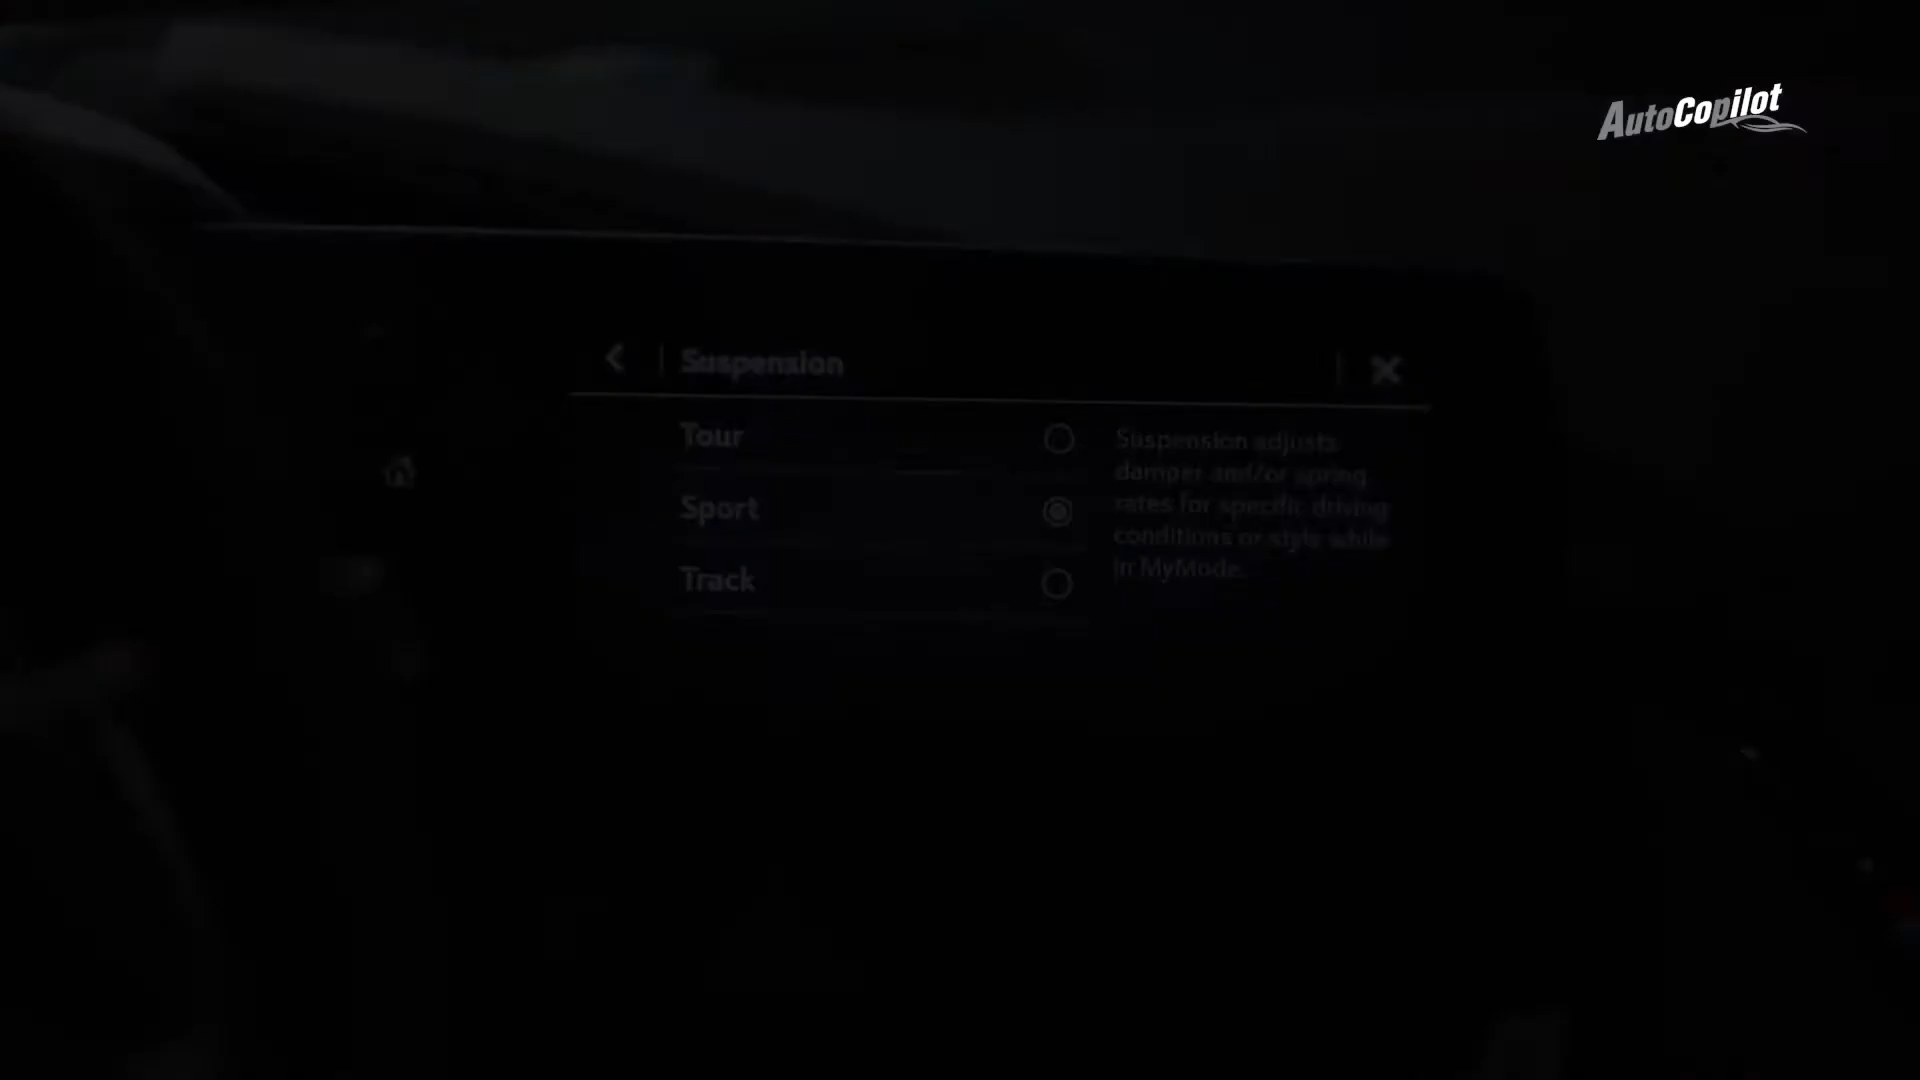 AutoCopilot
Suspension
Tour
Sport
Track
Suspension adjusts
damper and/or spring
rates for specific driving
conditions or style while
in MyMode.